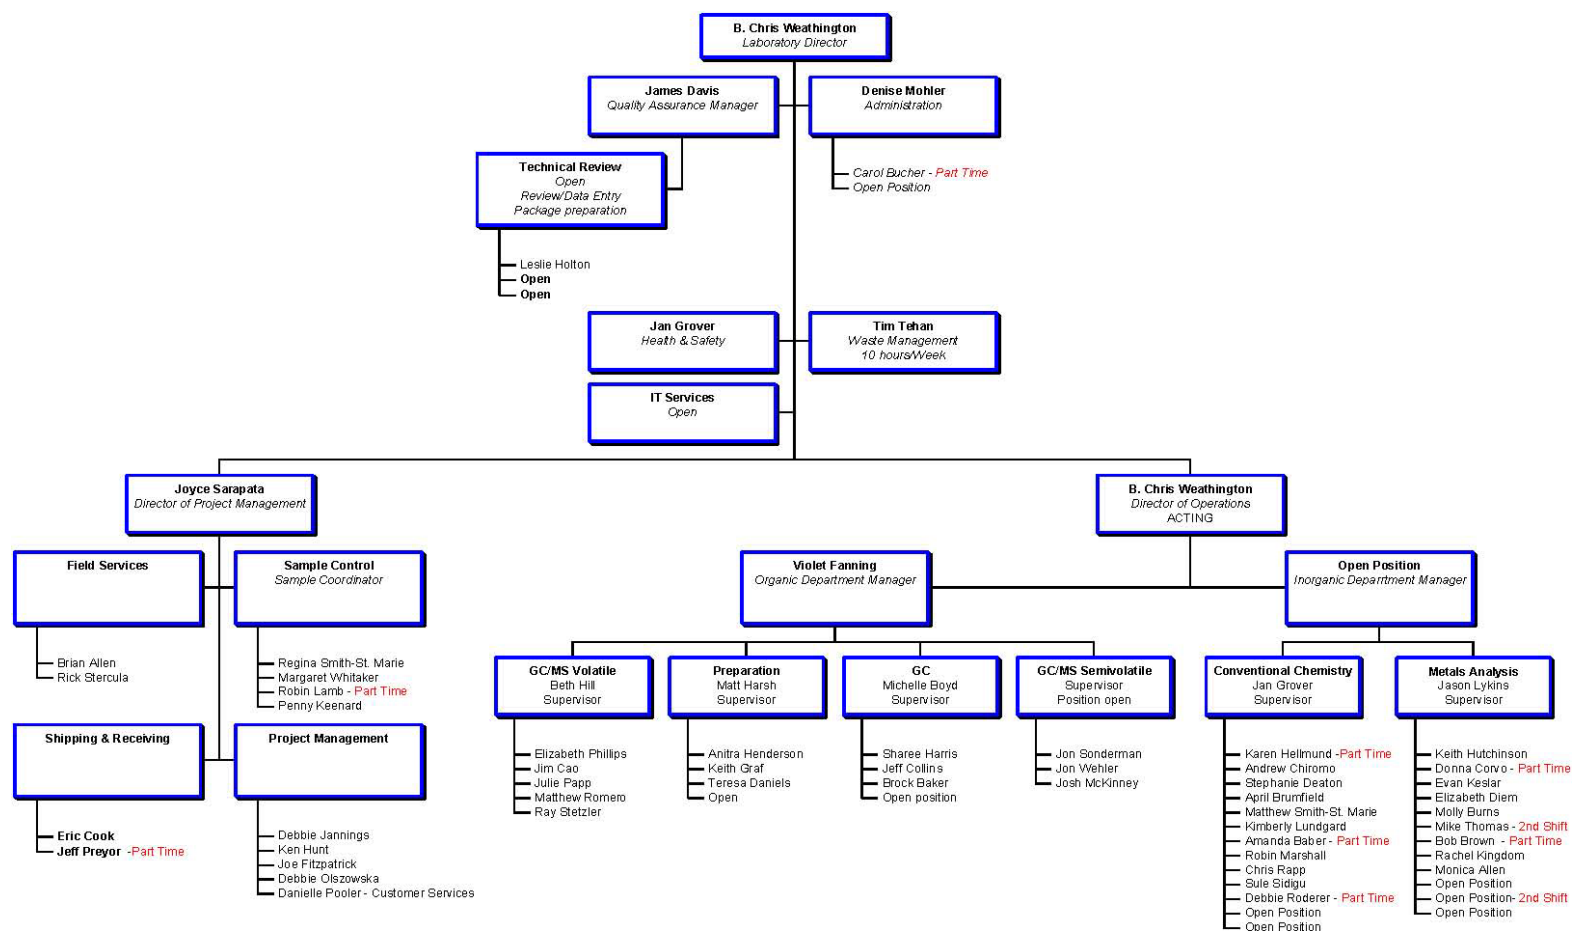 B. Chris Weathington
Laboratory Director
James Davis
Quality Assurance Manager
Denise Mohler
Administration
Carol Bucher - Part Time
Open Position
Technical Review
Open
Review/Data Entry
Package preparation
Leslie Holton
Open
Open
Jan Grover
Health & Safety
Tim Tehan
Waste Management
10 hours/Week
IT Services
Open
Joyce Sarapata
Director of Project Management
B. Chris Weathington
Director of Operations
ACTING
Field Services
Brian Allen
Rick Stercula
Sample Control
Sample Coordinator
Regina Smith-St. Marie
Margaret Whitaker
Robin Lamb - Part Time
Penny Keenard
Shipping & Receiving
Eric Cook
Jeff Preyor -Part Time
Project Management
Debbie Jannings
Ken Hunt
Joe Fitzpatrick
Debbie Olszowska
Danielle Pooler - Customer Services
Violet Fanning
Organic Department Manager
Open Position
Inorganic Deparrtment Manager
GC/MS Volatile
Beth Hill
Supervisor
Elizabeth Phillips
Jim Cao
Julie Papp
Matthew Romero
Ray Stetzler
Preparation
Matt Harsh
Supervisor
Anitra Henderson
Keith Graf
Teresa Daniels
Open
GC
Michelle Boyd
Supervisor
Sharee Harris
Jeff Collins
Brock Baker
Open position
GC/MS Semivolatile
Supervisor
Position open
Jon Sonderman
Jon Wehler
Josh McKinney
Conventional Chemistry
Jan Grover
Supervisor
Karen Hellmund -Part Time
Andrew Chiromo
Stephanie Deaton
April Brumfield
Matthew Smith-St. Marie
Kimberly Lundgard
Amanda Baber - Part Time
Robin Marshall
Chris Rapp
Sule Sidigu
Debbie Roderer - Part Time
Open Position
Open Position
Metals Analysis
Jason Lykins
Supervisor
Keith Hutchinson
Donna Corvo - Part Time
Evan Keslar
Elizabeth Diem
Molly Burns
Mike Thomas - 2nd Shift
Bob Brown - Part Time
Rachel Kingdom
Monica Allen
Open Position
Open Position- 2nd Shift
Open Position